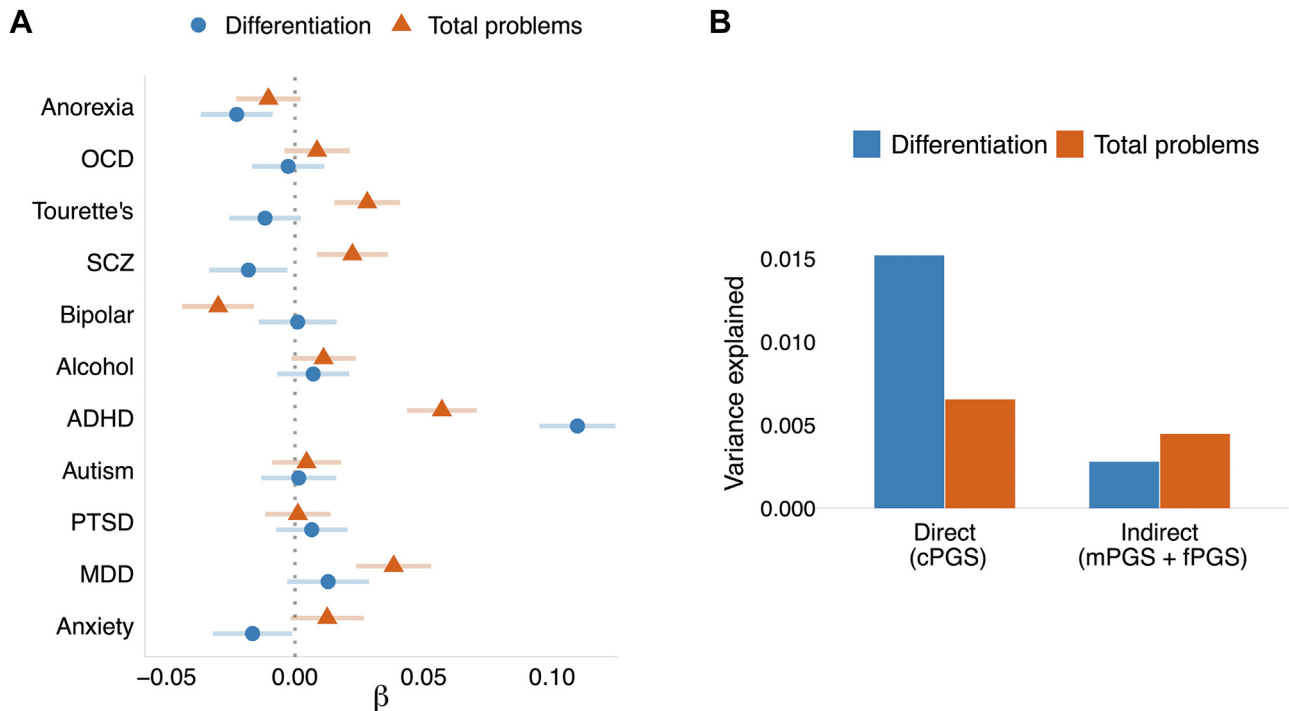 A
Differentiation
Total problems
Anorexia
OCD
Tourette's
SCZ
Bipolar
Alcohol
ADHD
Autism
PTSD
MDD
Anxiety
−0.05 0.00 0.05 0.10
β
B
Differentiation
Total problems
Variance explained
0.015
0.010
0.005
0.000
Direct
(cPGS)
Indirect
(mPGS + fPGS)